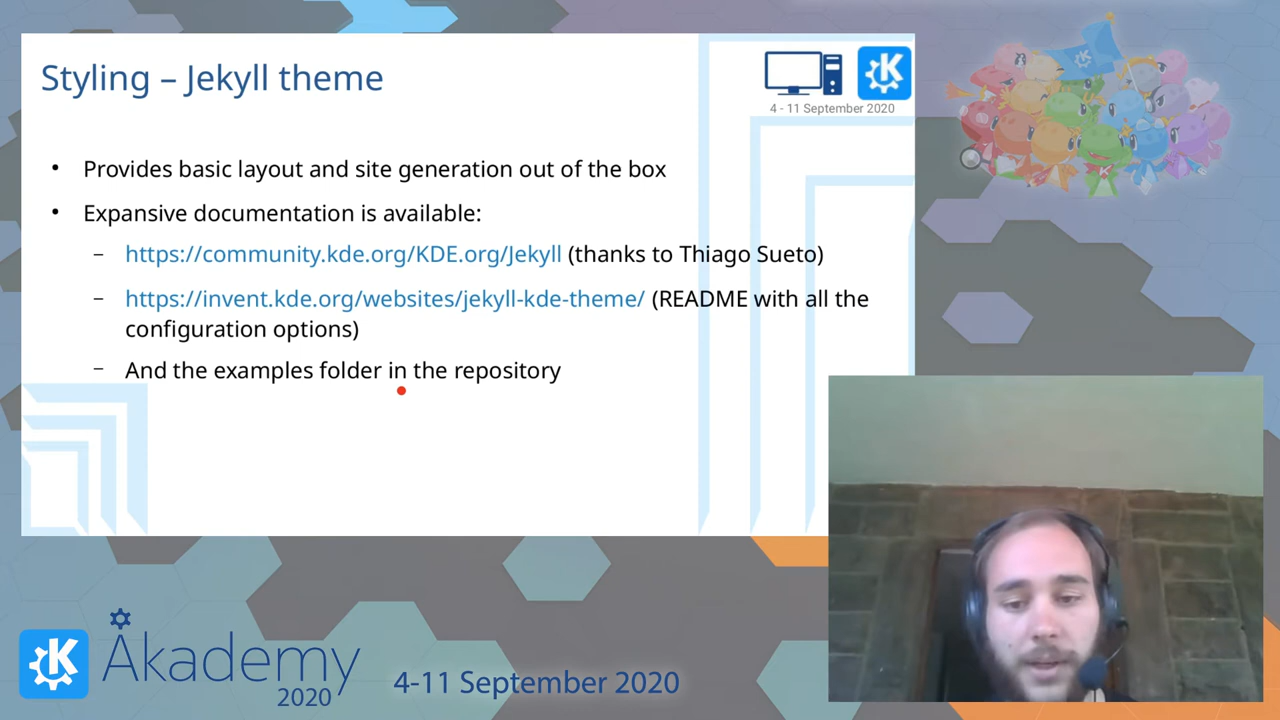 Styling – Jekyll theme
4 - 11 September 2020
• Provides basic layout and site generation out of the box
• Expansive documentation is available:
– https://community.kde.org/KDE.org/Jekyll (thanks to Thiago Sueto)
– https://invent.kde.org/websites/jekyll-kde-theme/ (README with all the
configuration options)
– And the examples folder in the repository
Akademy
2020
4-11 September 2020